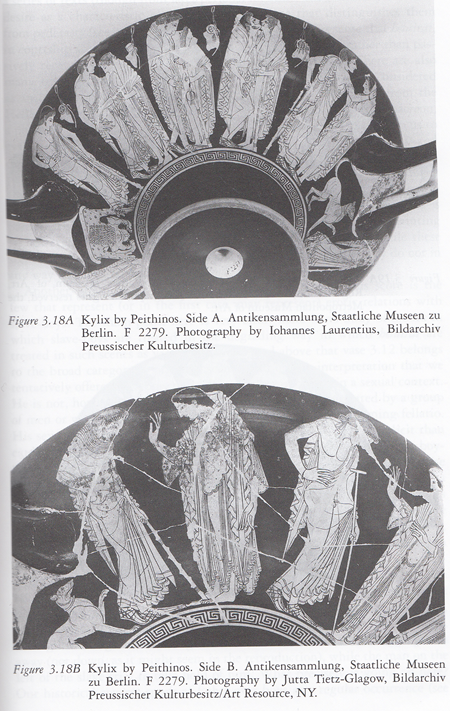 Figure 3.18A Kylix by Peithinos. Side A. Antikensammlung, Staatliche Museen zu
Berlin. F 2279. Photography by Iohannes Laurentius, Bildarchiv
Preussischer Kulturbesitz.
Figure 3.18B Kylix by Peithinos. Side B. Antikensammlung, Staatliche Museen
zu Berlin. F 2279. Photography by Jutta Tietz-Glagow, Bildarchiv
Preussischer Kulturbesitz/Art Resource, NY.